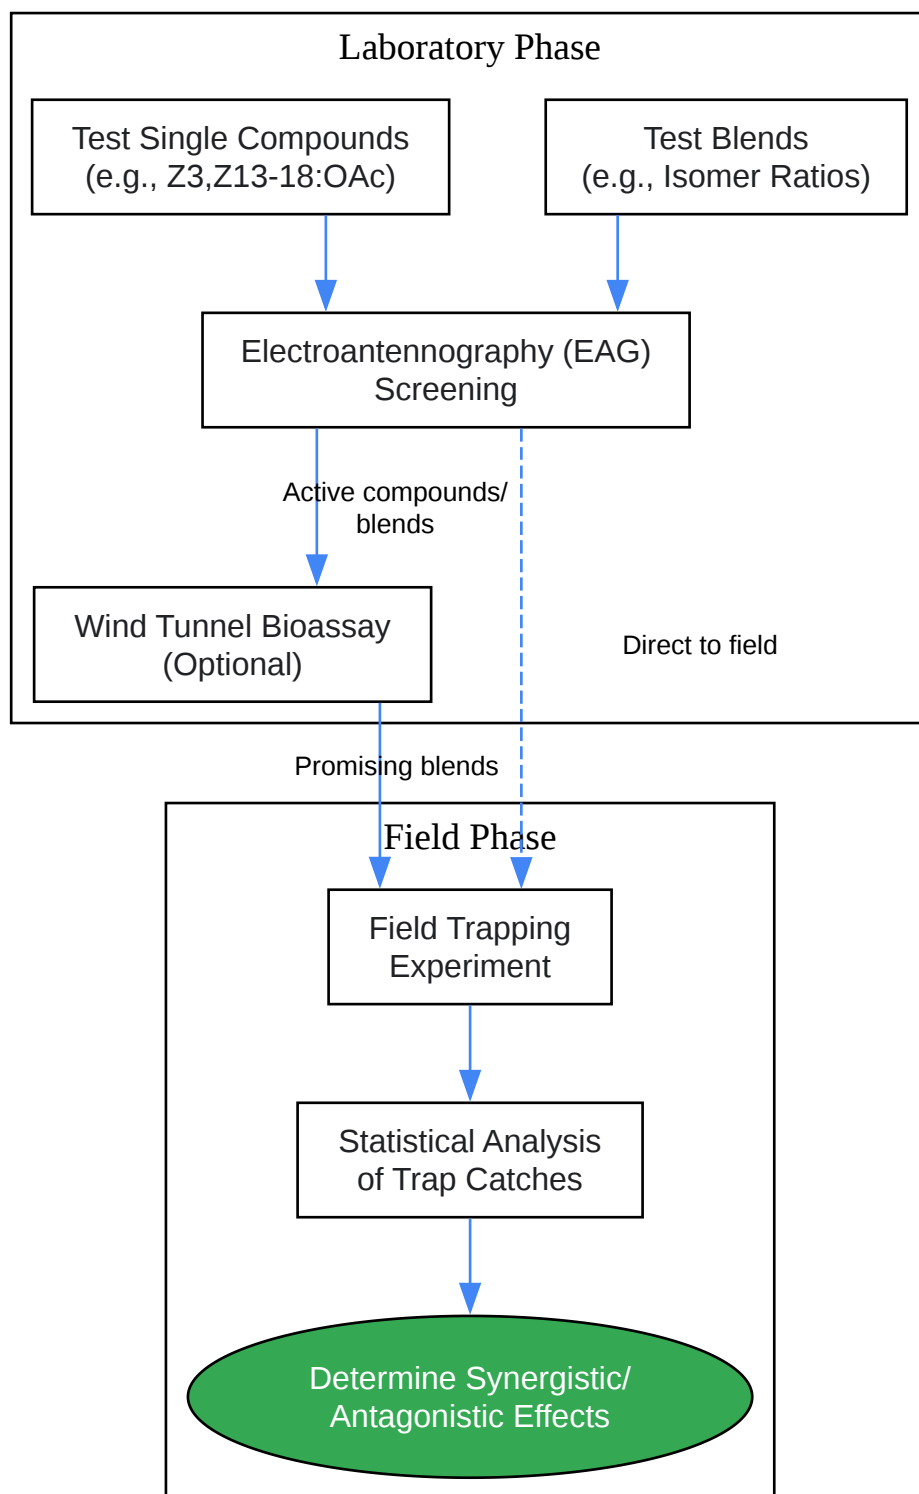 Laboratory Phase
Test Single Compounds
(e.g., Z3,Z13-18:OAc)
Test Blends
(e.g., Isomer Ratios)
Electroantennography (EAG)
Screening
Active compounds/
blends
Wind Tunnel Bioassay
(Optional)
Direct to field
Promising blends
Field Phase
Field Trapping
Experiment
Statistical Analysis
of Trap Catches
Determine Synergistic/
Antagonistic Effects